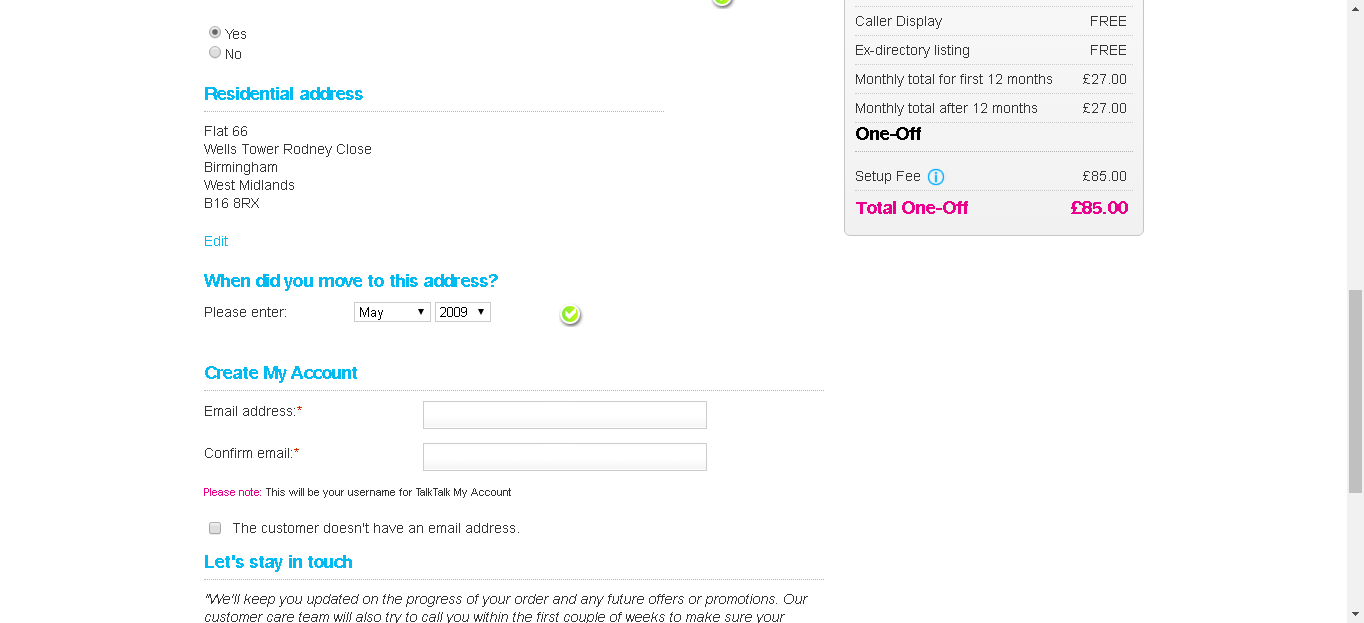 Yes
No
Residential address
Flat 66
Wells Tower Rodney Close
Birmingham
West Midlands
B16 8RX
Edit
When did you move to this address?
Please enter: May 2009
Create My Account
Email address:*
Confirm email:*
Please note: This will be your username for TalkTalk My Account
The customer doesn't have an email address.
Let's stay in touch
"We'll keep you updated on the progress of your order and any future offers or promotions. Our
customer care team will also try to call you within the first couple of weeks to make sure your
Caller Display FREE
Ex-directory listing FREE
Monthly total for first 12 months £27.00
Monthly total after 12 months £27.00
One-Off
Setup Fee £85.00
Total One-Off £85.00